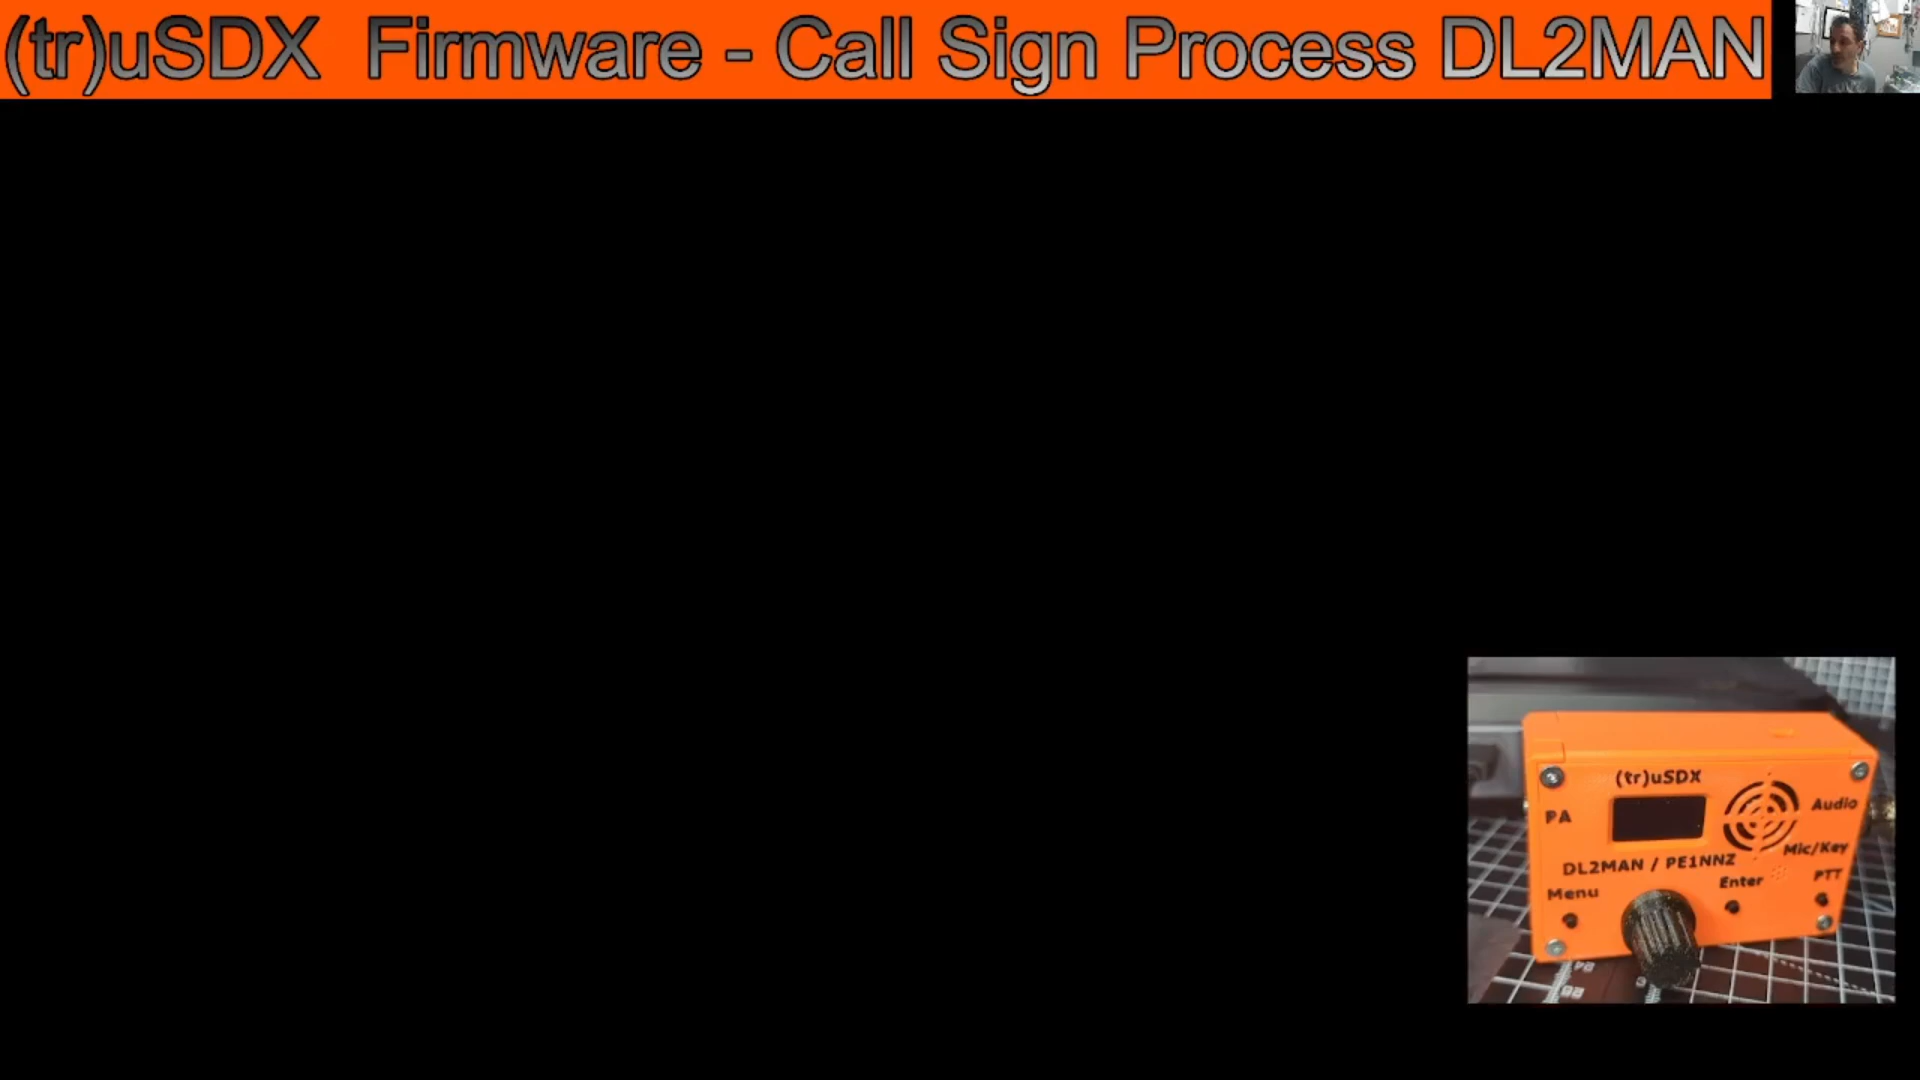 (tr)uSDX Firmware - Call Sign Process DL2MAN
(tr)uSDX
PA
Audio
Mic/Key
DL2MAN / PE1NNZ
Menu
Enter
PTT